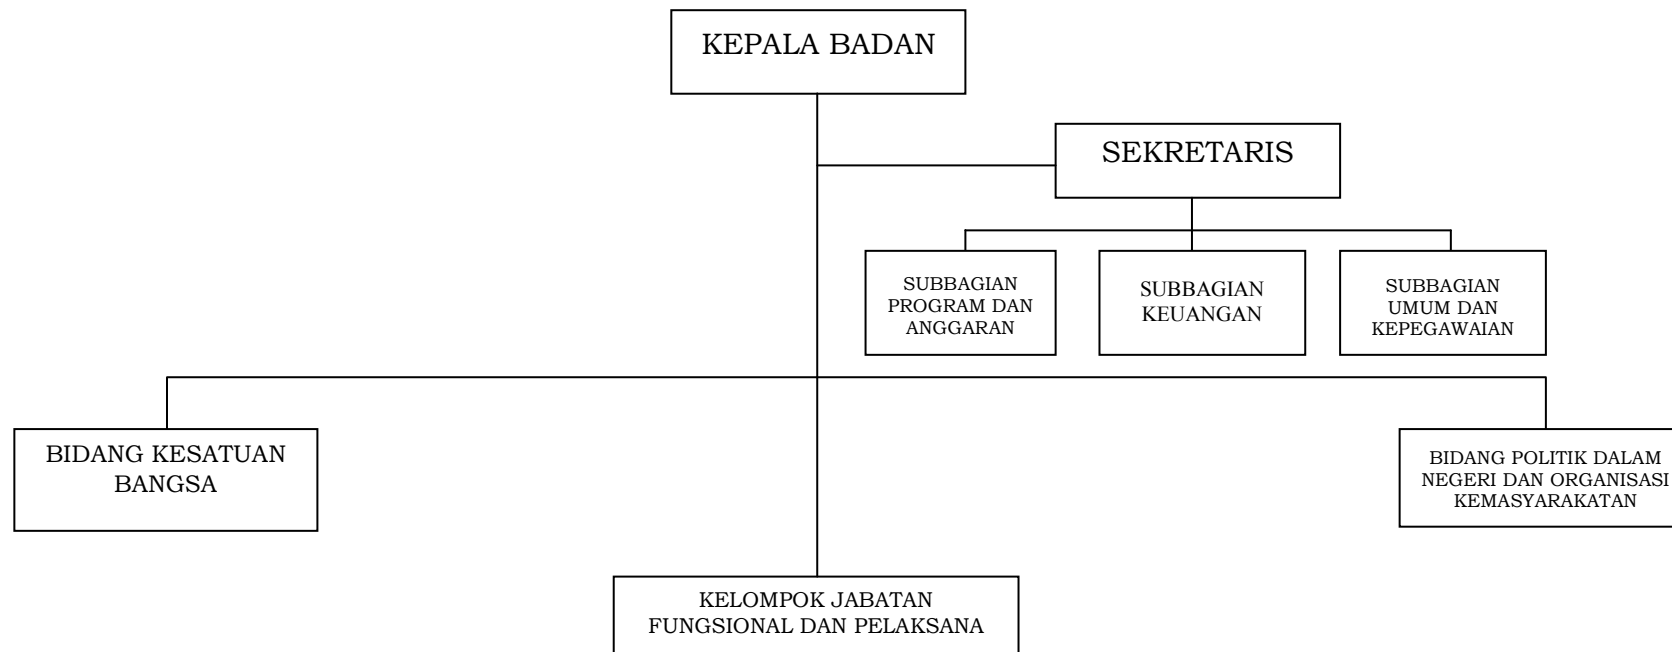 KEPALA BADAN
SEKRETARIS
SUBBAGIAN
PROGRAM DAN
ANGGARAN
SUBBAGIAN
KEUANGAN
SUBBAGIAN
UMUM DAN
KEPEGAWAIAN
BIDANG KESATUAN
BANGSA
BIDANG POLITIK DALAM
NEGERI DAN ORGANISASI
KEMASYARAKATAN
KELOMPOK JABATAN
FUNGSIONAL DAN PELAKSANA